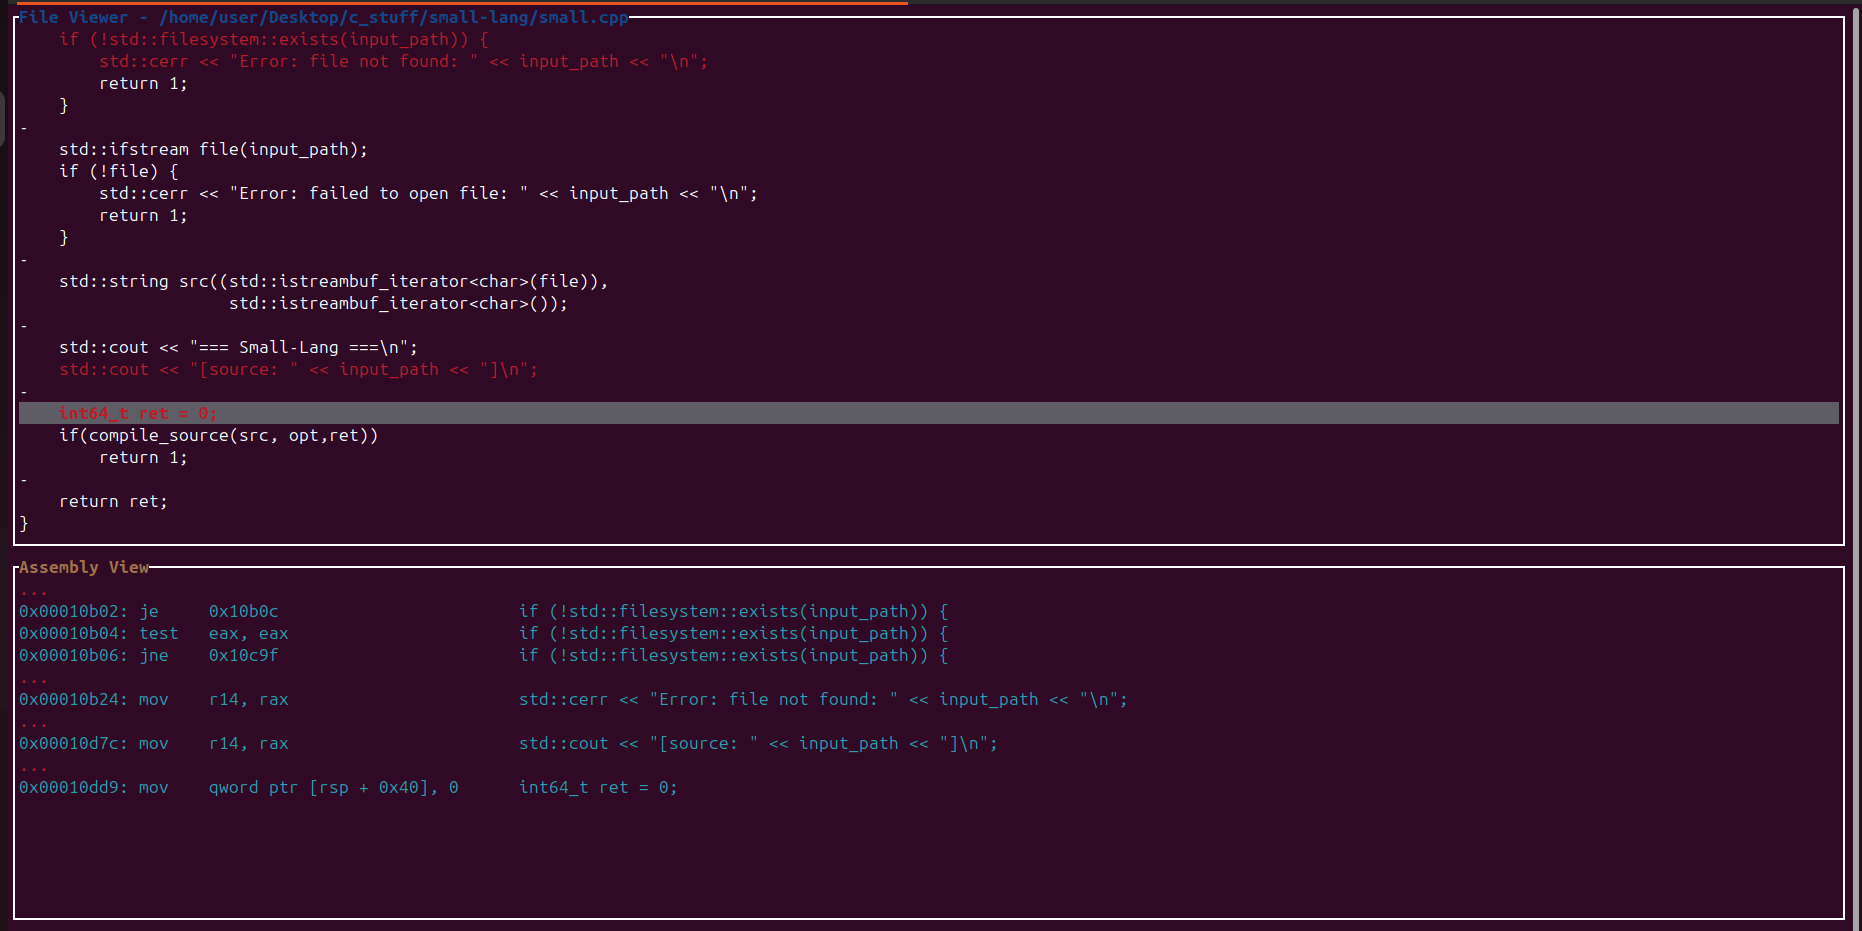 File Viewer - /home/user/Desktop/c_stuff/small-lang/small.cpp
    if (!std::filesystem::exists(input_path)) {
        std::cerr << "Error: file not found: " << input_path << "\n";
        return 1;
    }
-
    std::ifstream file(input_path);
    if (!file) {
        std::cerr << "Error: failed to open file: " << input_path << "\n";
        return 1;
    }
-
    std::string src((std::istreambuf_iterator<char>(file)),
                     std::istreambuf_iterator<char>());
-
    std::cout << "=== Small-Lang ===\n";
    std::cout << "[source: " << input_path << "]\n";
-
    int64_t ret = 0;
    if(compile_source(src, opt,ret))
        return 1;
-
    return ret;
}
Assembly View
...
0x00010b02: je     0x10b0c                        if (!std::filesystem::exists(input_path)) {
0x00010b04: test   eax, eax                       if (!std::filesystem::exists(input_path)) {
0x00010b06: jne    0x10c9f                        if (!std::filesystem::exists(input_path)) {
...
0x00010b24: mov    r14, rax                       std::cerr << "Error: file not found: " << input_path << "\n";
...
0x00010d7c: mov    r14, rax                       std::cout << "[source: " << input_path << "]\n";
...
0x00010dd9: mov    qword ptr [rsp + 0x40], 0      int64_t ret = 0;